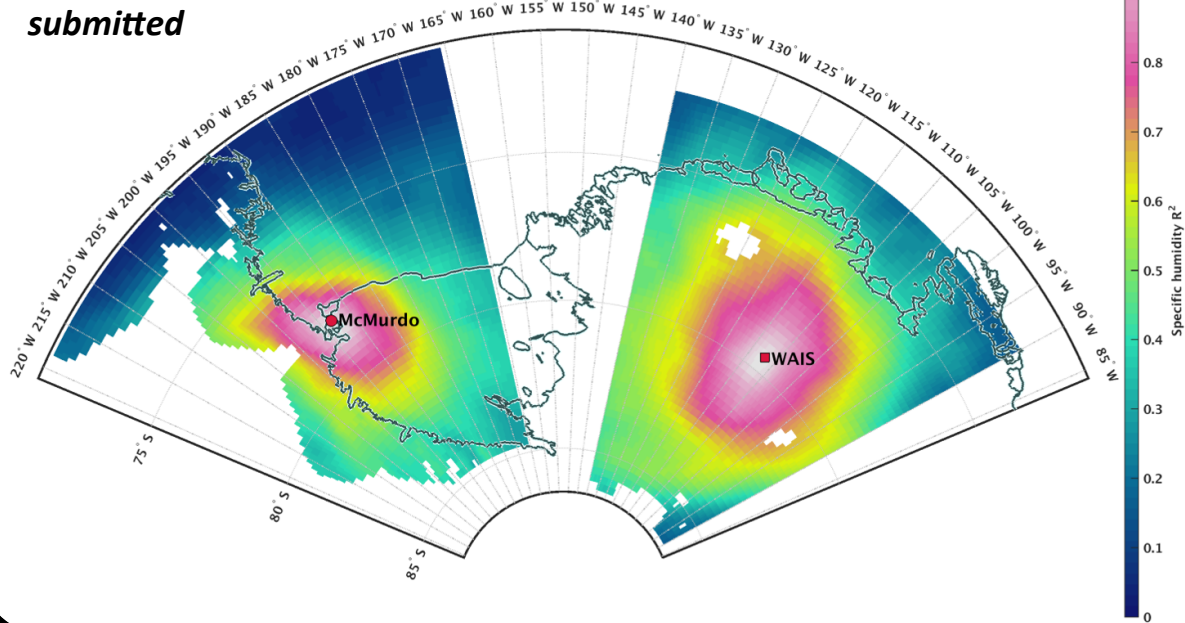 submitted
220° W
215° W
210° W
205° W
200° W
195° W
190° W
185° W
180° W
175° W
170° W
165° W
160° W
155° W
150° W
145° W
140° W
135° W
130° W
125° W
120° W
115° W
110° W
105° W
100° W
95° W
90° W
85° W
McMurdo
WAIS
75° S
80° S
85° S
0.8
0.7
0.6
0.5
0.4
0.3
0.2
0.1
0
Specific humidity R²